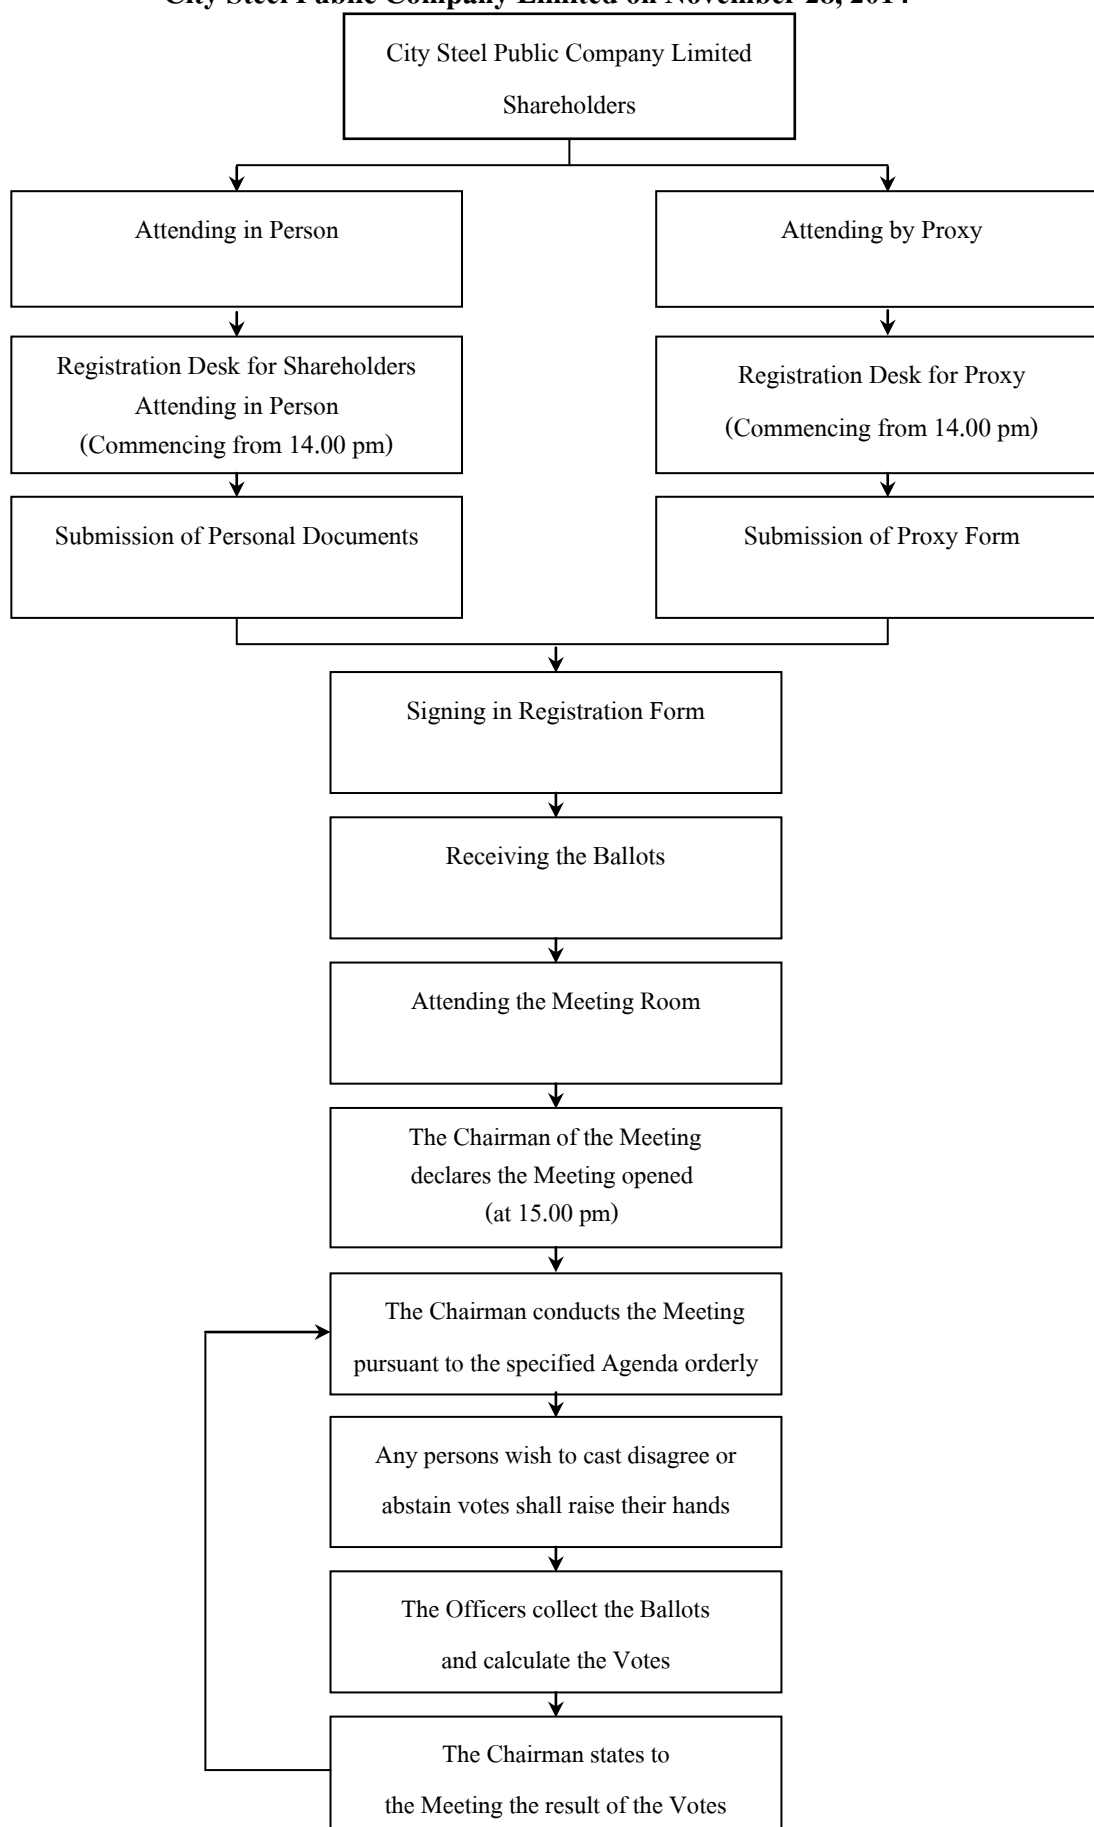 City Steel Public Company Limited on November 28, 2014
City Steel Public Company Limited
Shareholders
Attending in Person
Attending by Proxy
Registration Desk for Shareholders
Attending in Person
(Commencing from 14.00 pm)
Registration Desk for Proxy
(Commencing from 14.00 pm)
Submission of Personal Documents
Submission of Proxy Form
Signing in Registration Form
Receiving the Ballots
Attending the Meeting Room
The Chairman of the Meeting
declares the Meeting opened
(at 15.00 pm)
The Chairman conducts the Meeting
pursuant to the specified Agenda orderly
Any persons wish to cast disagree or
abstain votes shall raise their hands
The Officers collect the Ballots
and calculate the Votes
The Chairman states to
the Meeting the result of the Votes